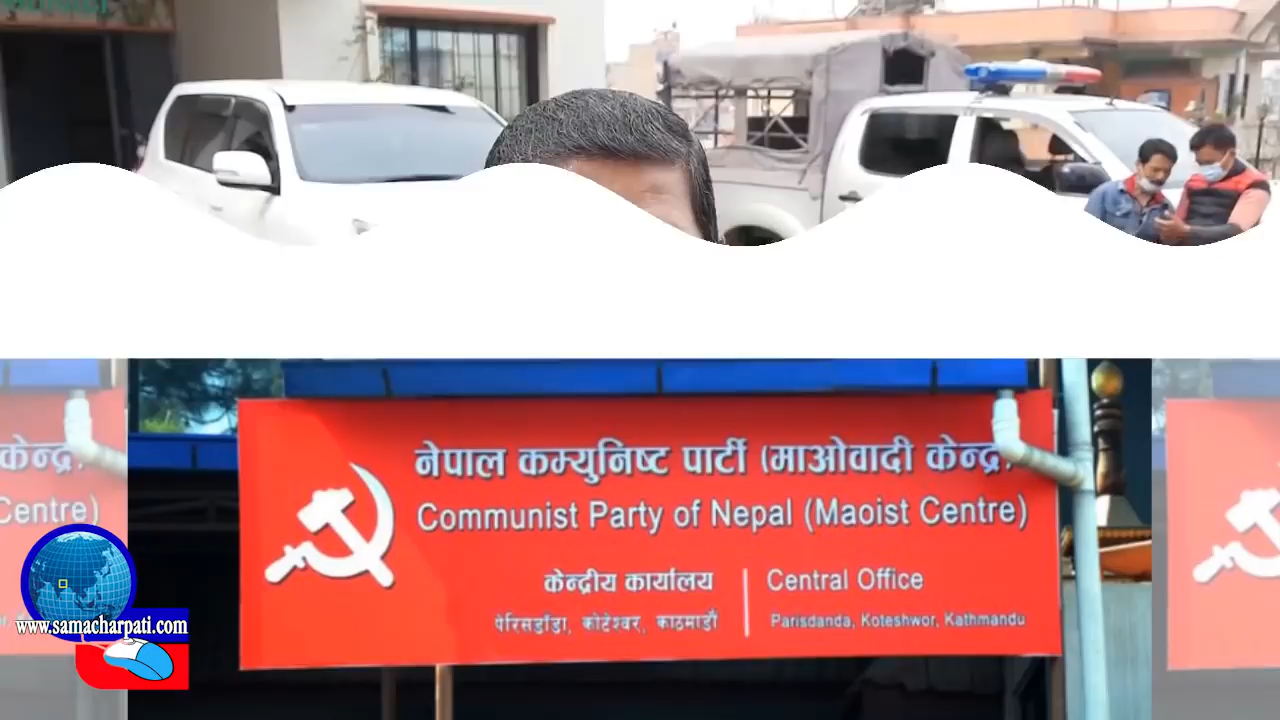 नेपाल कम्युनिष्ट पार्टी (माओवादी केन्द्र)
Communist Party of Nepal (Maoist Centre)
केन्द्रीय कार्यालय
Central Office
पेरिसडाँडा, कोटेश्वर, काठमाडौं
Parisdanda, Koteshwor, Kathmandu
केन्द्र
Centre)
www.samacharpati.com